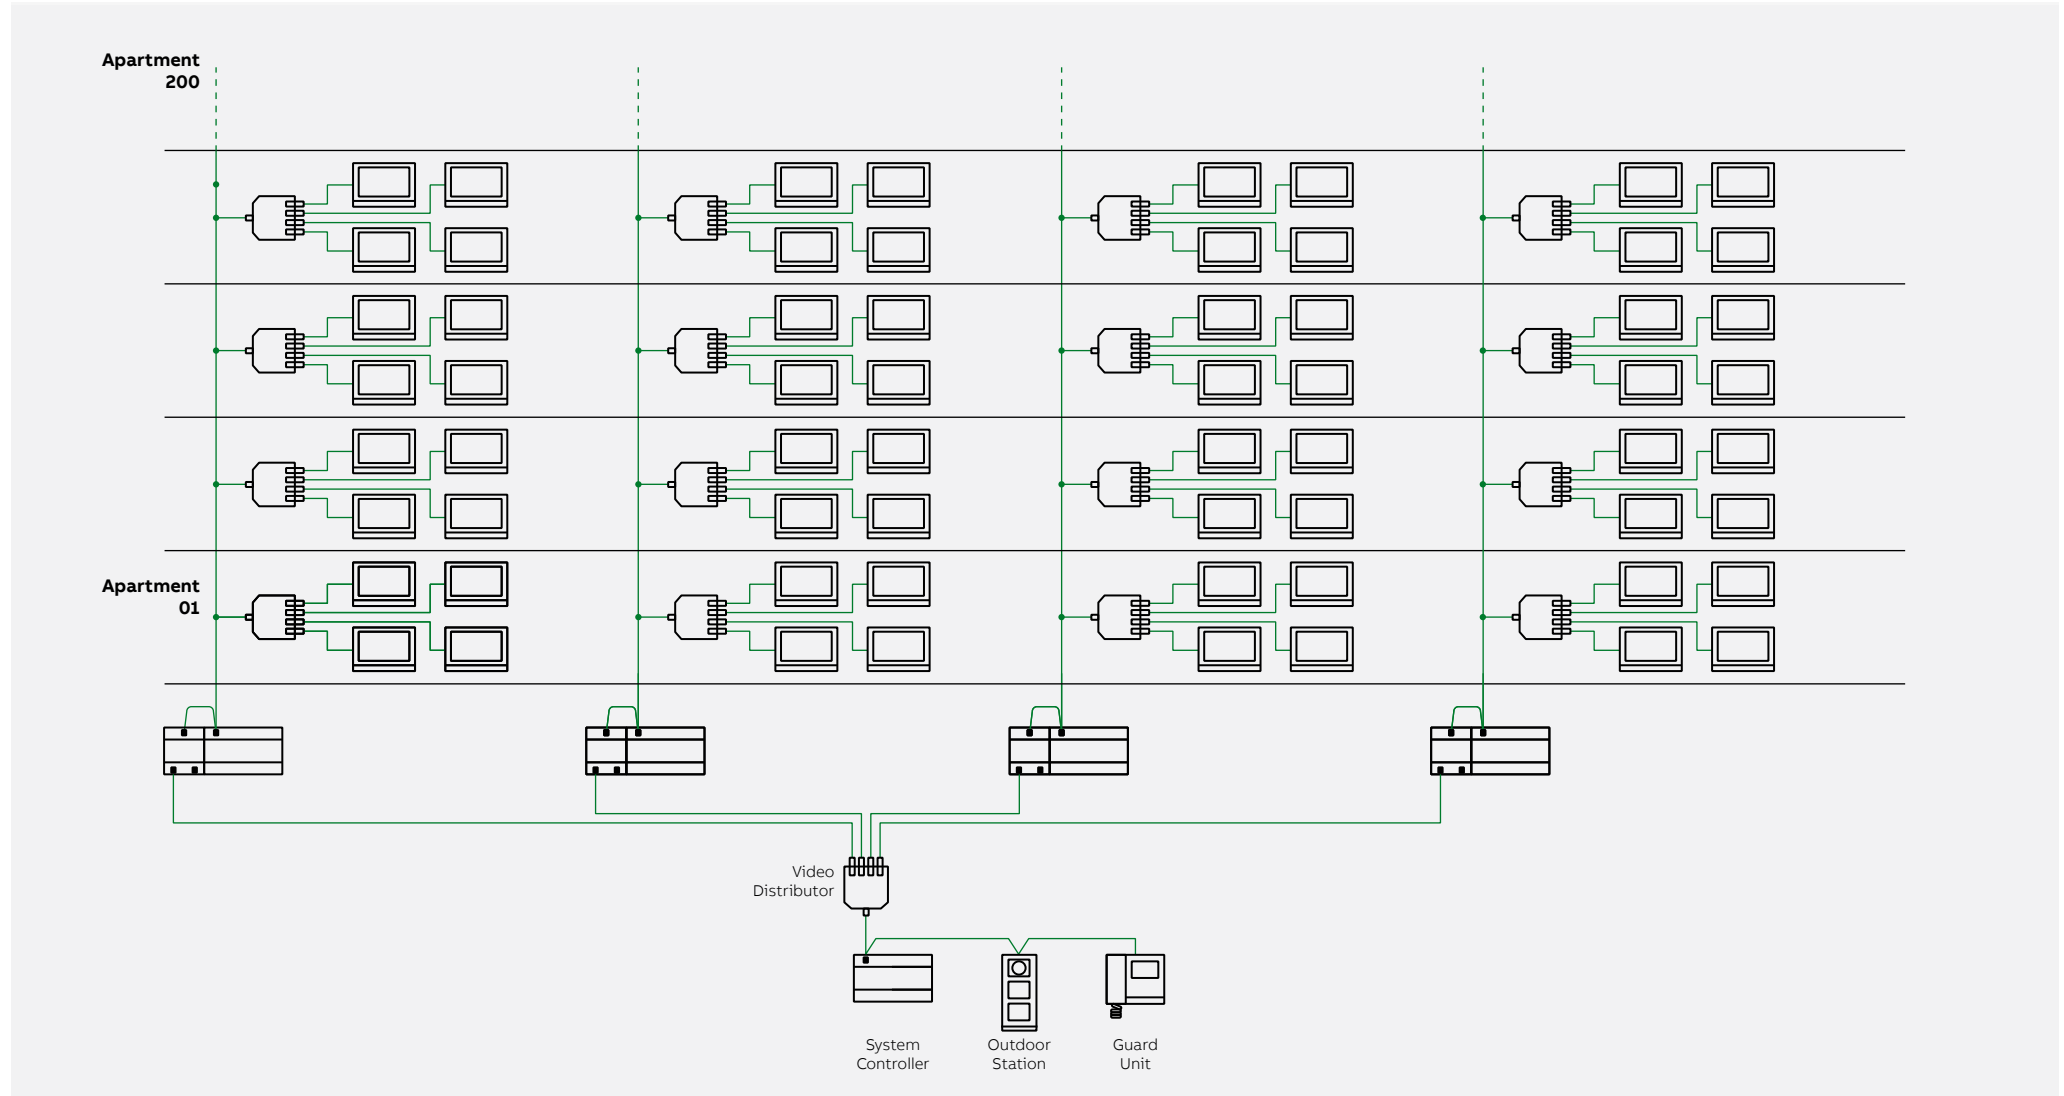 Apartment
200
Apartment
01
Video
Distributor
System
Controller
Outdoor
Station
Guard
Unit